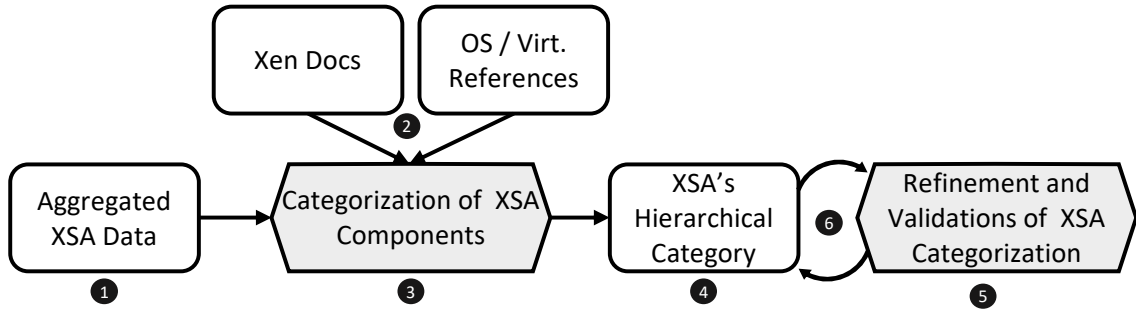 Xen Docs
OS / Virt.
References
2
Aggregated
XSA Data
1
Categorization of XSA
Components
3
XSA's
Hierarchical
Category
4
6
Refinement and
Validations of XSA
Categorization
5